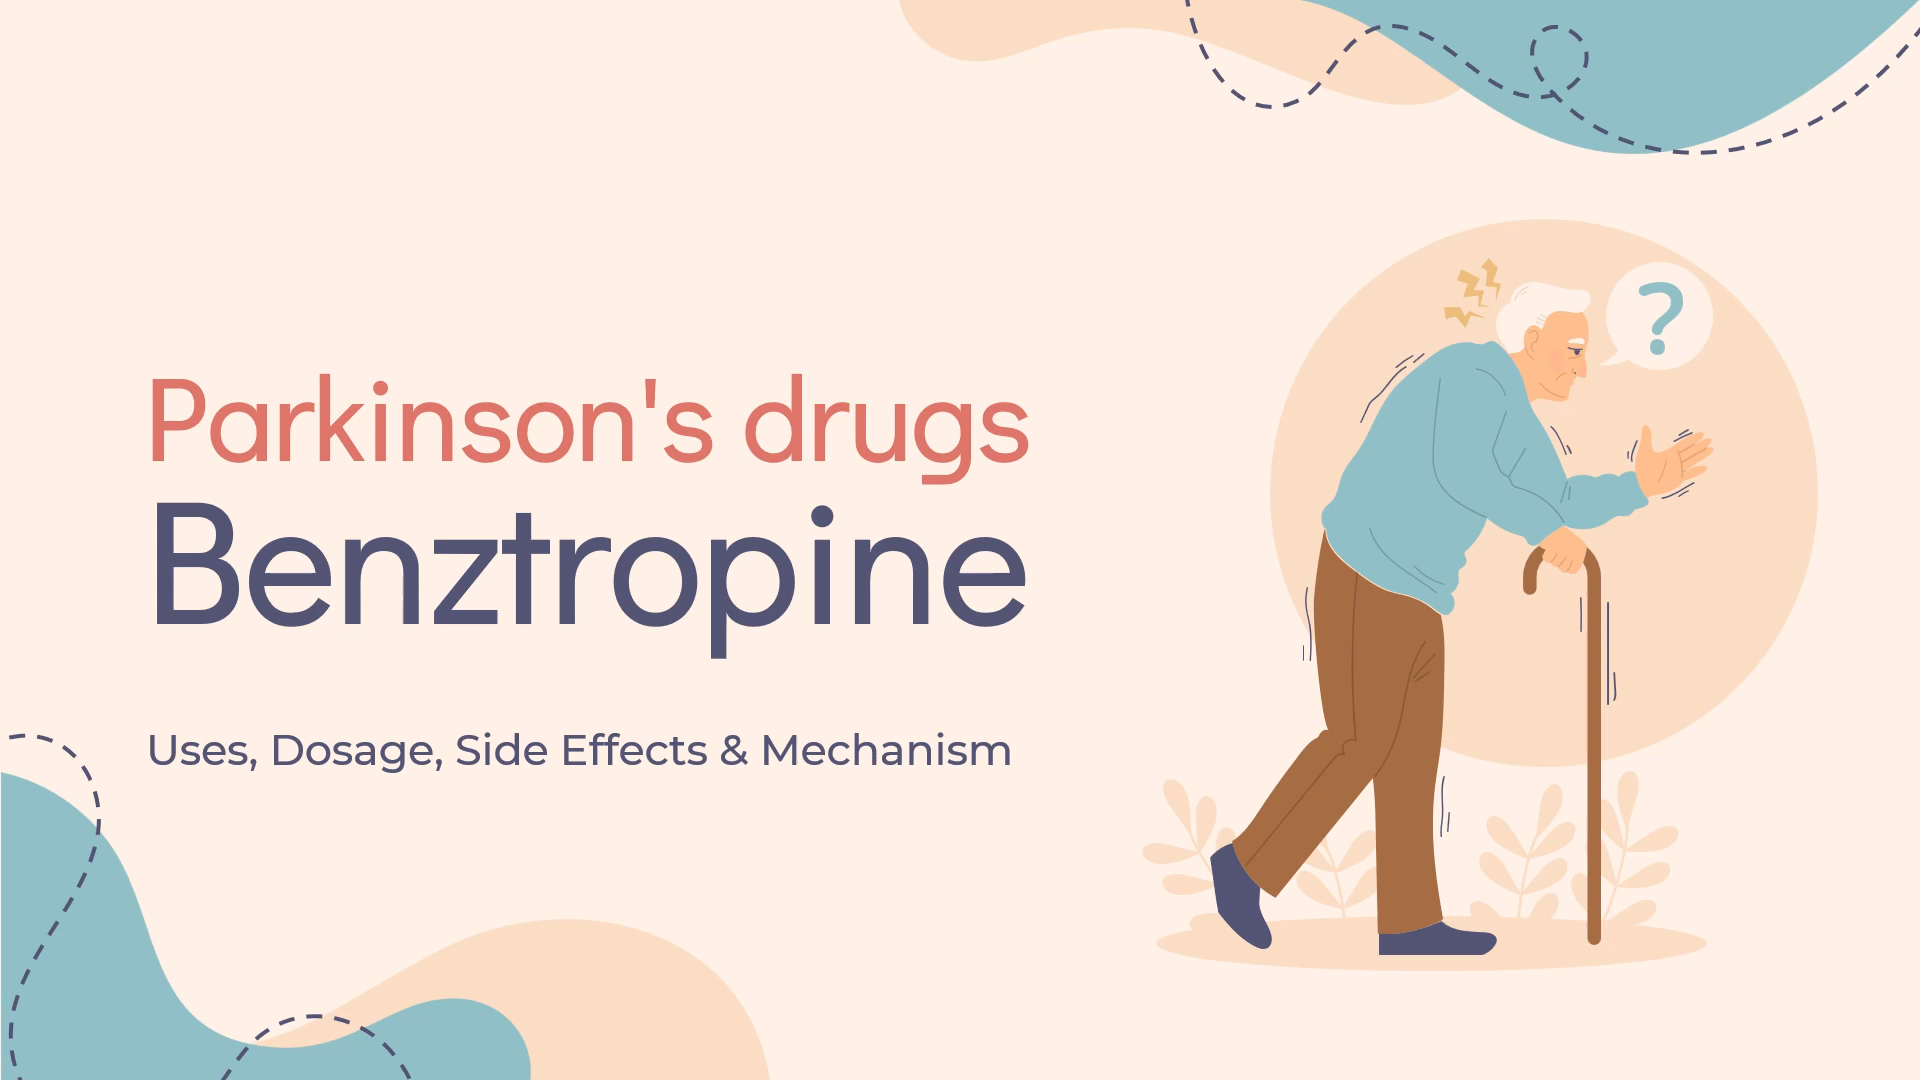 Parkinson's drugs
Benztropine
Uses, Dosage, Side Effects & Mechanism
?